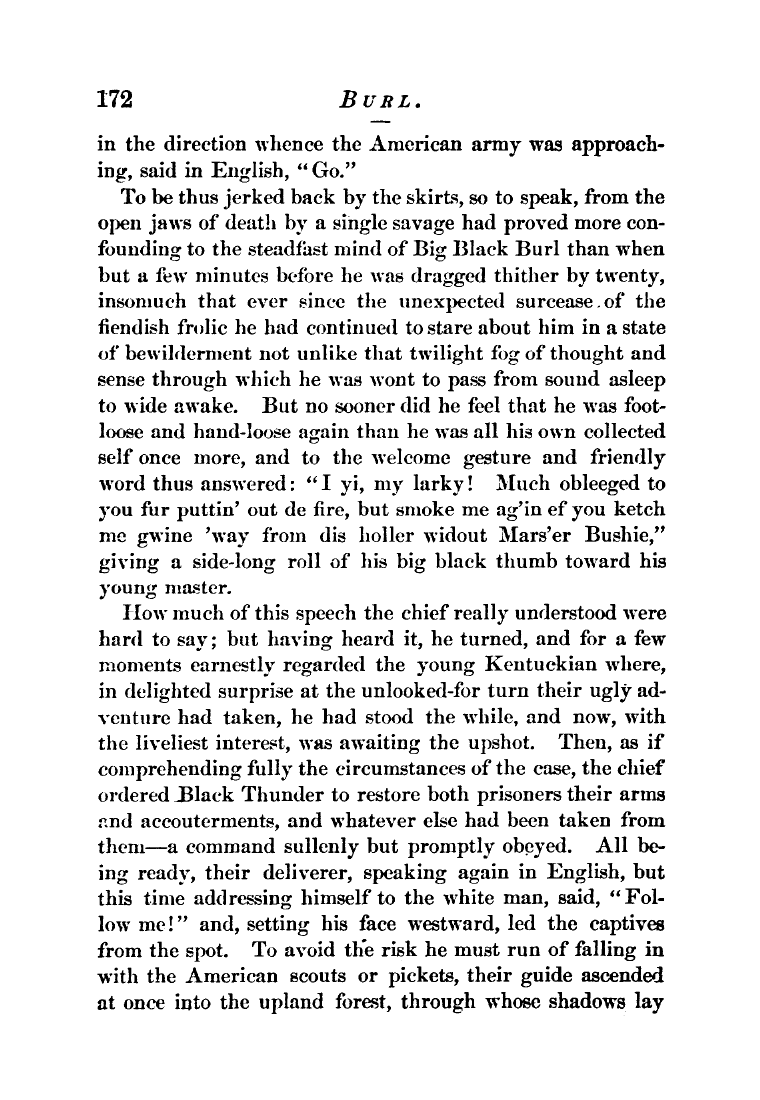 172 BURL.
in the direction whence the American army was approach-
ing, said in English, “Go.”
To be thus jerked back by the skirts, so to speak, from the
open jaws of death by a single savage had proved more con-
founding to the steadfast mind of Big Black Burl than when
but a few minutes before he was dragged thither by twenty,
insomuch that ever since the unexpected surcease of the
fiendish frolic he had continued to stare about him in a state
of bewilderment not unlike that twilight fog of thought and
sense through which he was wont to pass from sound asleep
to wide awake. But no sooner did he feel that he was foot-
loose and hand-loose again than he was all his own collected
self once more, and to the welcome gesture and friendly
word thus answered: “I yi, my larky! Much obleeged to
you fur puttin’ out de fire, but smoke me ag’in ef you ketch
me gwine ’way from dis holler widout Mars’er Bushie,”
giving a side-long roll of his big black thumb toward his
young master.
How much of this speech the chief really understood were
hard to say; but having heard it, he turned, and for a few
moments earnestly regarded the young Kentuckian where,
in delighted surprise at the unlooked-for turn their ugly ad-
venture had taken, he had stood the while, and now, with
the liveliest interest, was awaiting the upshot. Then, as if
comprehending fully the circumstances of the case, the chief
ordered Black Thunder to restore both prisoners their arms
and accouterments, and whatever else had been taken from
them—a command sullenly but promptly obeyed. All be-
ing ready, their deliverer, speaking again in English, but
this time addressing himself to the white man, said, “Fol-
low me!” and, setting his face westward, led the captives
from the spot. To avoid the risk he must run of falling in
with the American scouts or pickets, their guide ascended
at once into the upland forest, through whose shadows lay